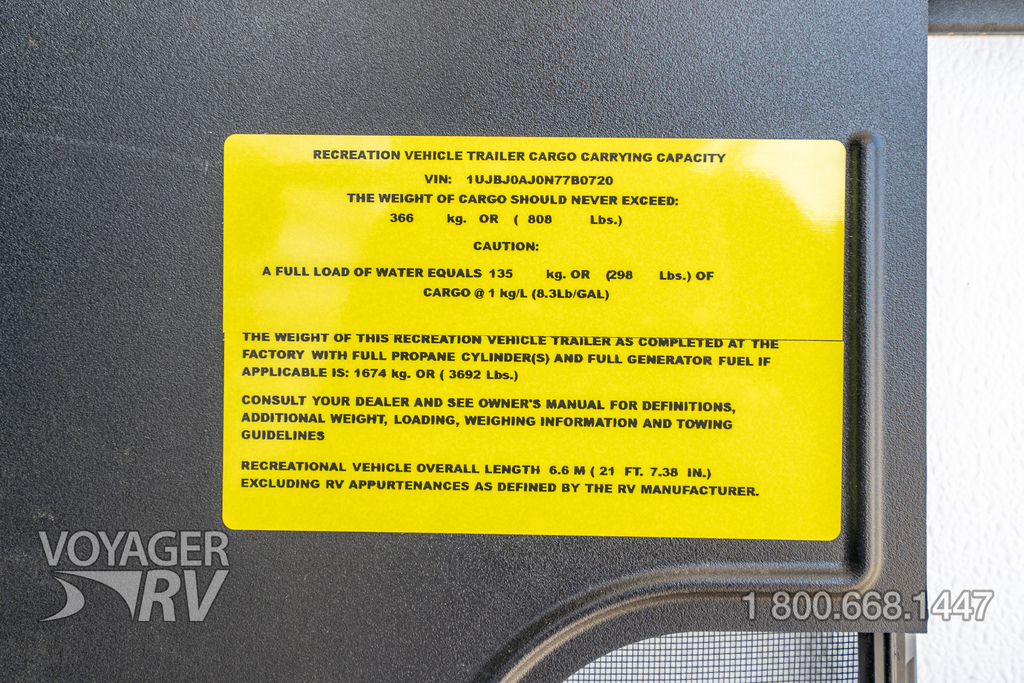 RECREATION VEHICLE TRAILER CARGO CARRYING CAPACITY
VIN: 1UJBJ0AJ0N77B0720
THE WEIGHT OF CARGO SHOULD NEVER EXCEED:
366 kg. OR ( 808 Lbs.)
CAUTION:
A FULL LOAD OF WATER EQUALS 135 kg. OR (298 Lbs.) OF
CARGO @ 1 kg/L (8.3Lb/GAL)
THE WEIGHT OF THIS RECREATION VEHICLE TRAILER AS COMPLETED AT THE
FACTORY WITH FULL PROPANE CYLINDER(S) AND FULL GENERATOR FUEL IF
APPLICABLE IS: 1674 kg. OR ( 3692 Lbs.)
CONSULT YOUR DEALER AND SEE OWNER'S MANUAL FOR DEFINITIONS,
ADDITIONAL WEIGHT, LOADING, WEIGHING INFORMATION AND TOWING
GUIDELINES
RECREATIONAL VEHICLE OVERALL LENGTH 6.6 M ( 21 FT. 7.38 IN.)
EXCLUDING RV APPURTENANCES AS DEFINED BY THE RV MANUFACTURER.
VOYAGER
RV
1 800.668.1447